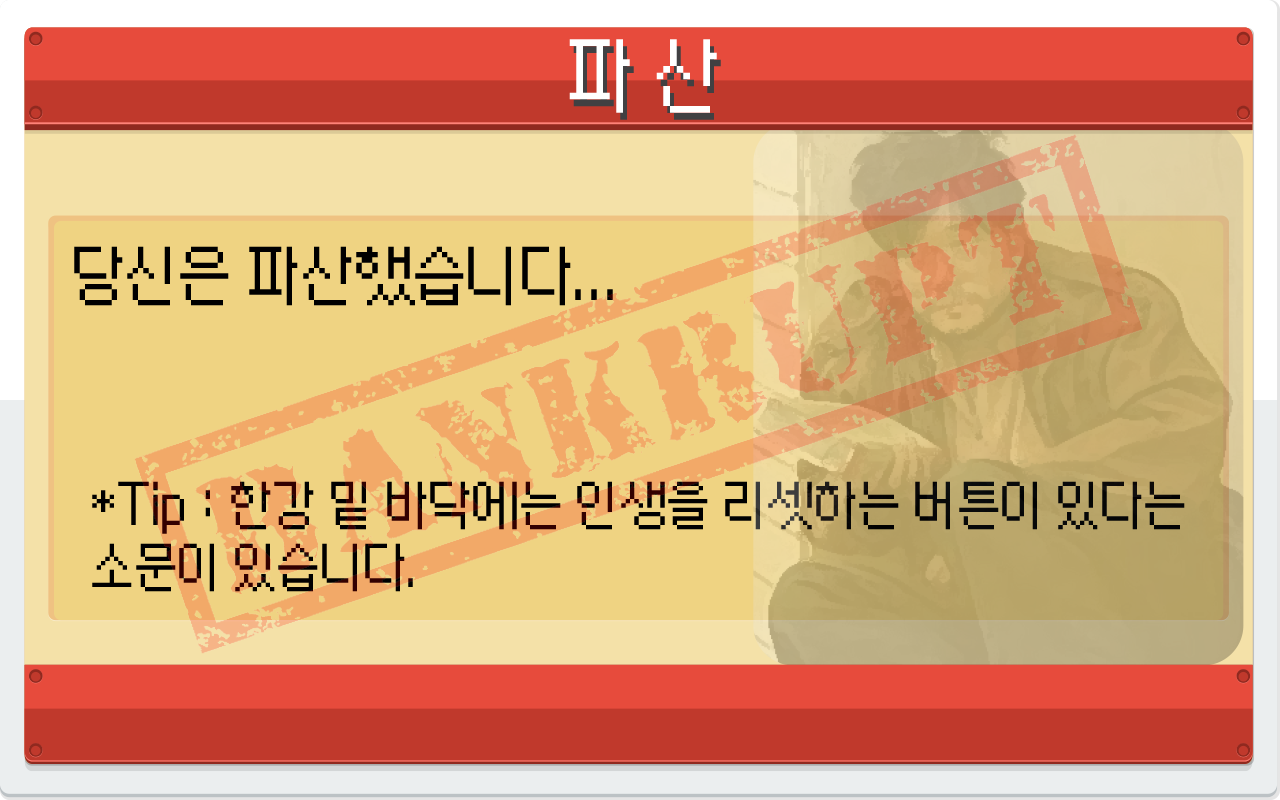 파 산
당신은 파산했습니다...
BANKRUPT
*Tip : 한강 밑 바닥에는 인생을 리셋하는 버튼이 있다는
소문이 있습니다.